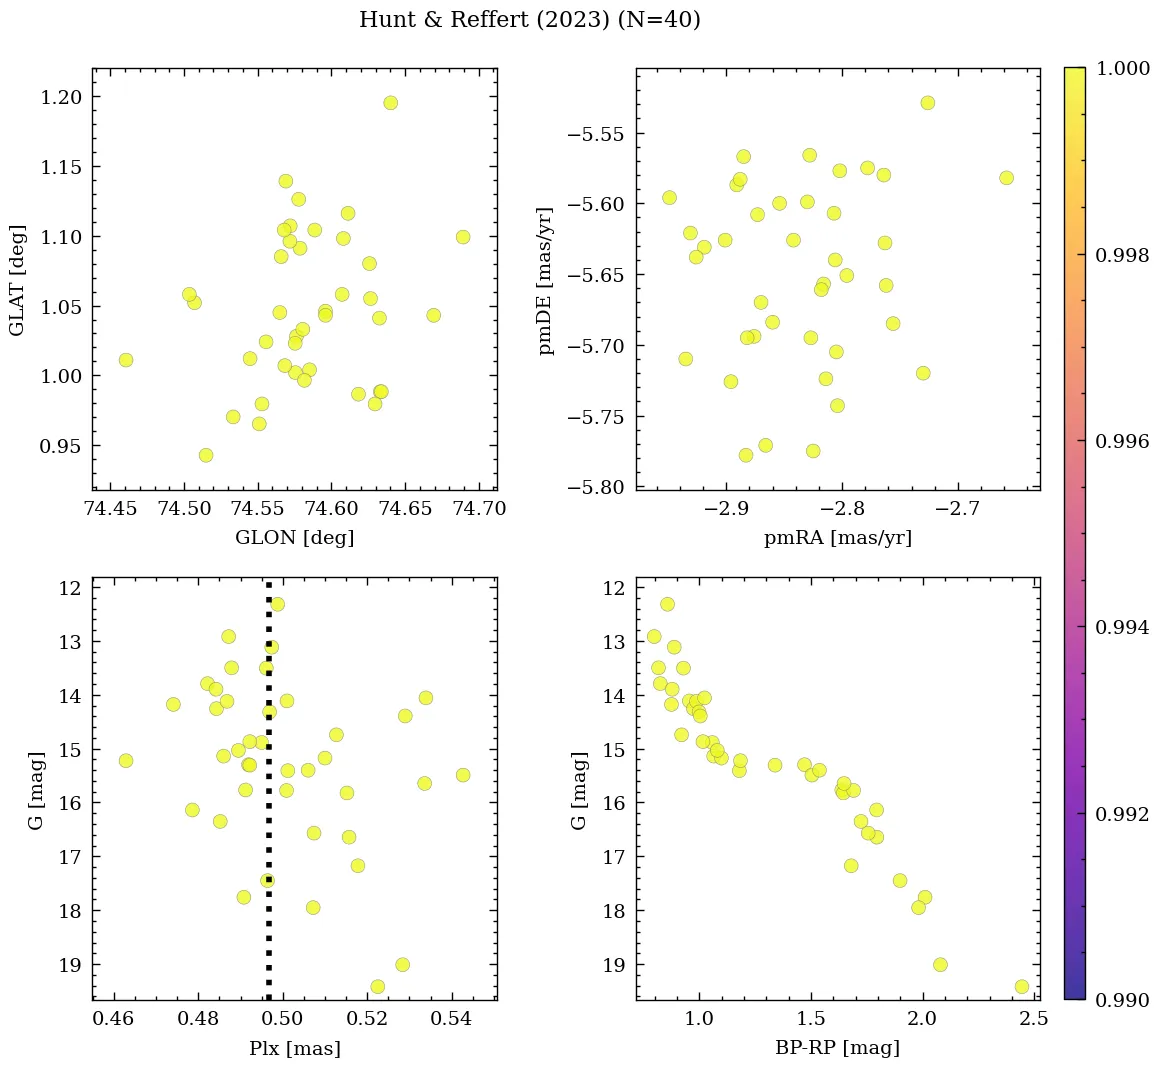 Hunt & Reffert (2023) (N=40)
1.20
1.15
1.10
1.05
1.00
0.95
GLAT [deg]
74.45 74.50 74.55 74.60 74.65 74.70
GLON [deg]
−5.55
−5.60
−5.65
−5.70
−5.75
−5.80
pmDE [mas/yr]
−2.9 −2.8 −2.7
pmRA [mas/yr]
12
13
14
15
16
17
18
19
G [mag]
0.46 0.48 0.50 0.52 0.54
Plx [mas]
12
13
14
15
16
17
18
19
G [mag]
1.0 1.5 2.0 2.5
BP-RP [mag]
1.000
0.998
0.996
0.994
0.992
0.990